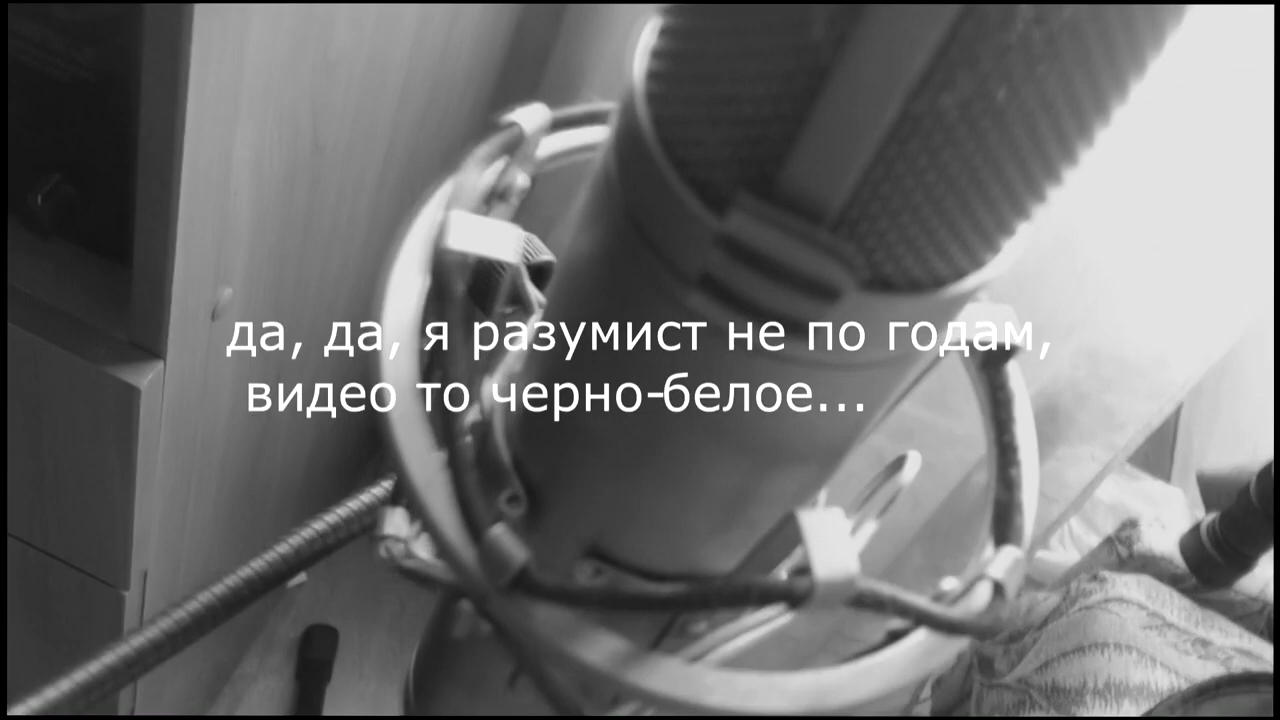 да, да, я разумист не по годам,
видео то черно-белое...